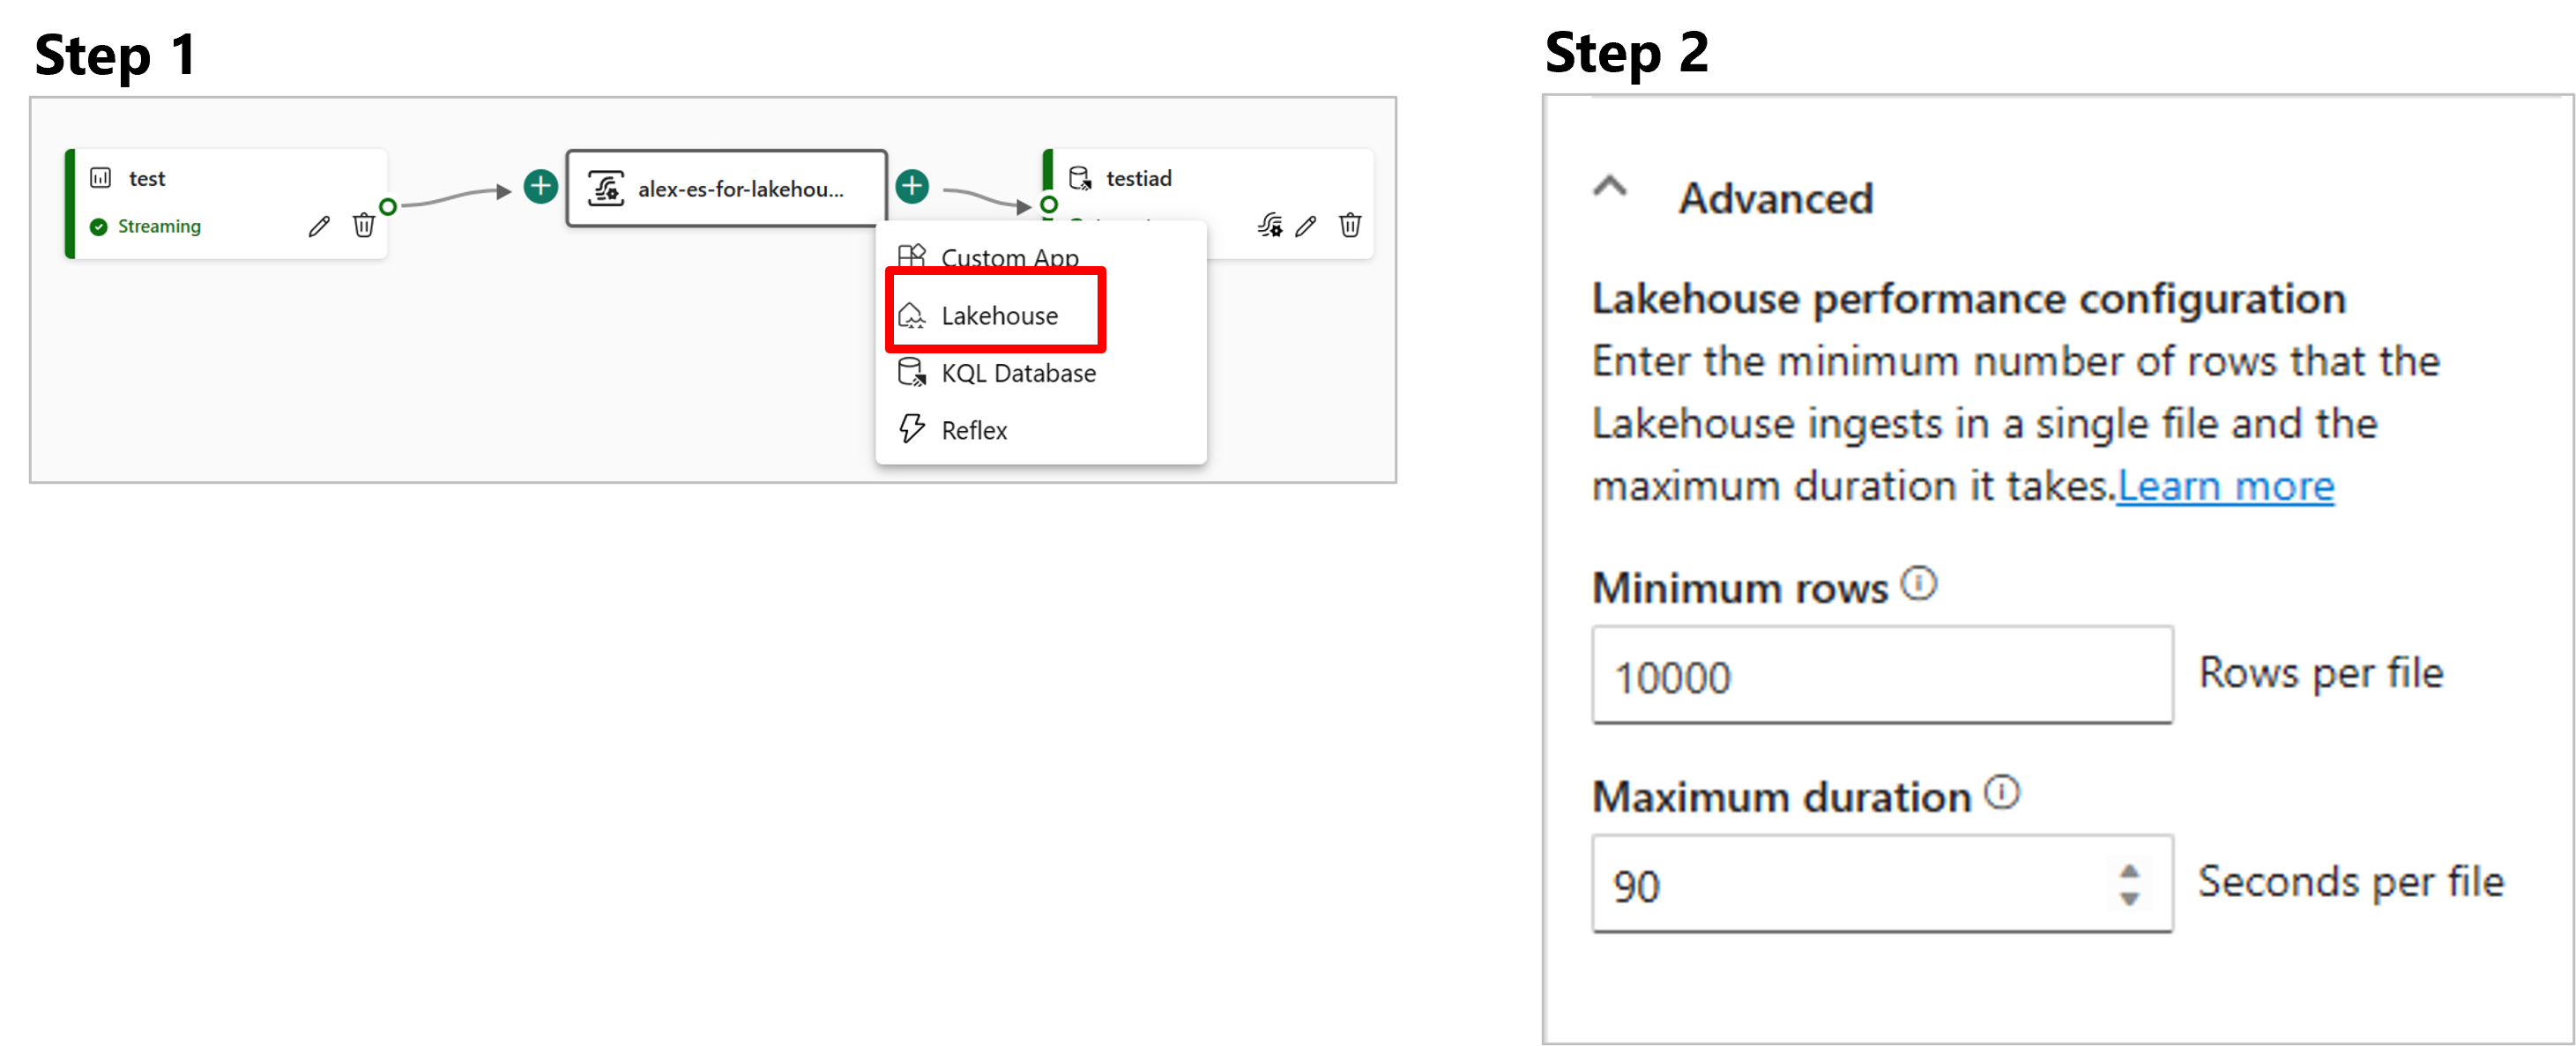 Step 1
test
Streaming
alex-es-for-lakehou...
testiad
Custom App
Lakehouse
KQL Database
Reflex
Step 2
Advanced
Lakehouse performance configuration
Enter the minimum number of rows that the
Lakehouse ingests in a single file and the
maximum duration it takes.Learn more
Minimum rows
10000
Rows per file
Maximum duration
90
Seconds per file